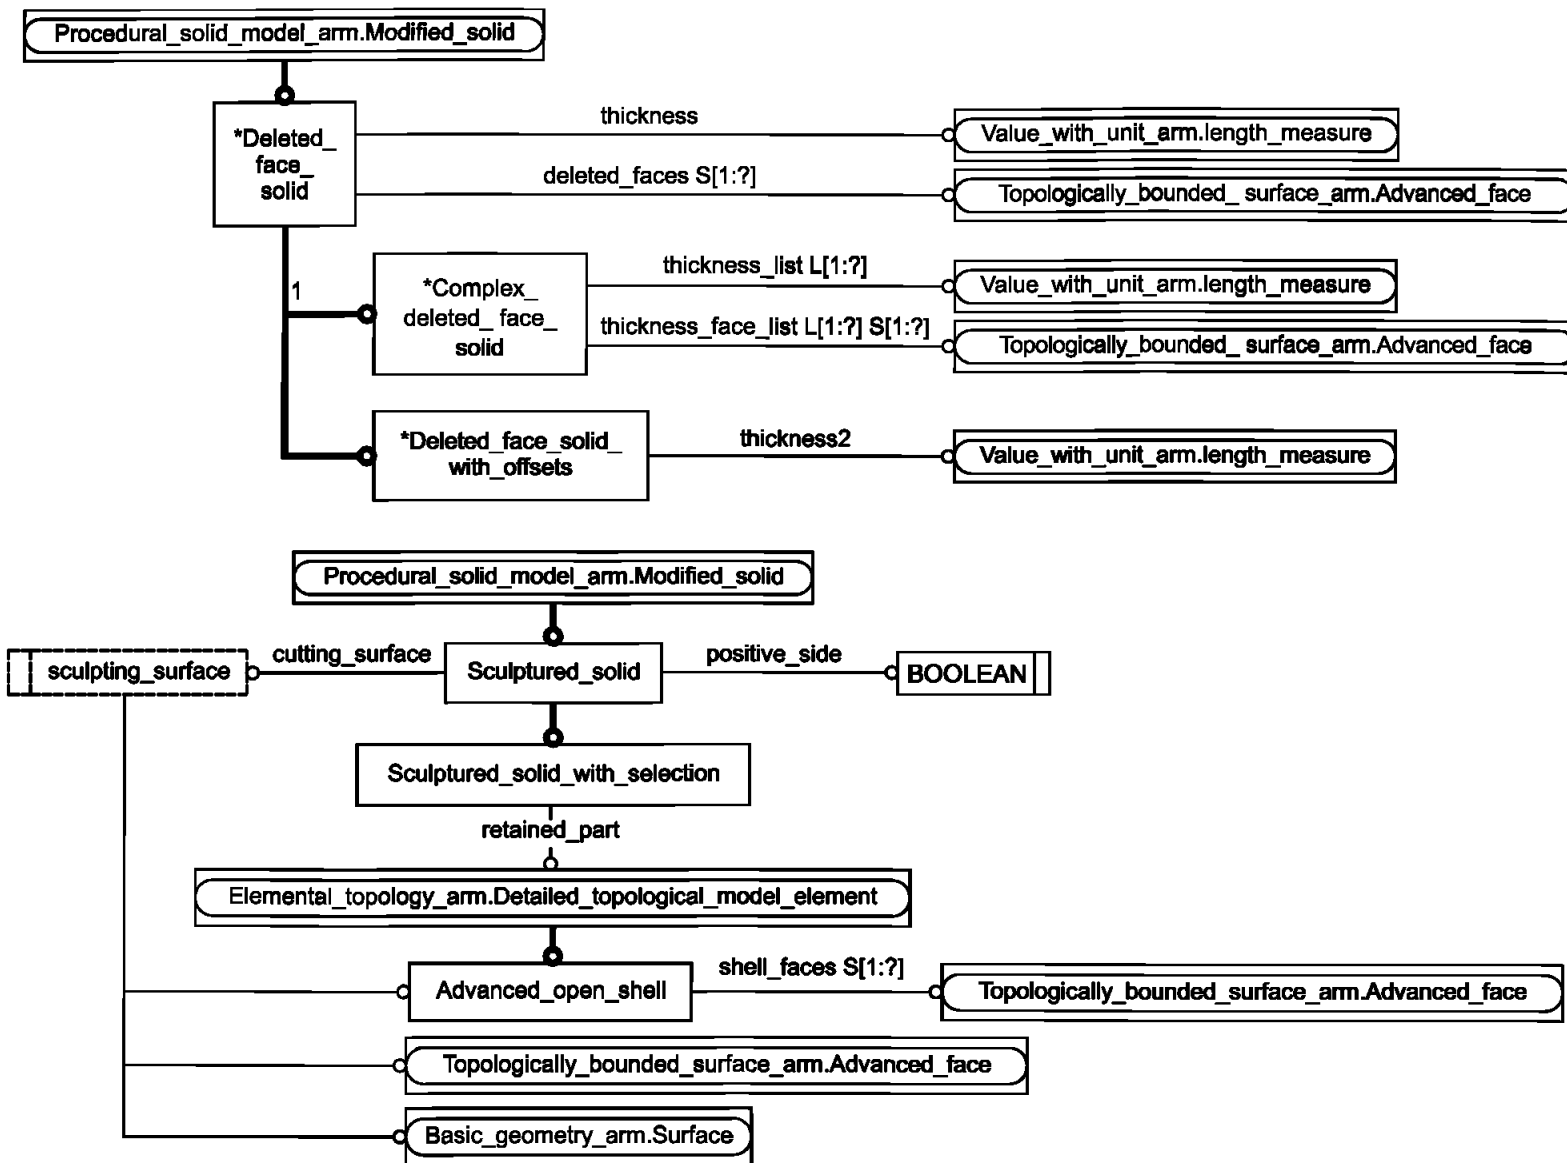 Procedural_solid_model_arm.Modified_solid
*Deleted_
face_
solid
thickness
Value_with_unit_arm.length_measure
deleted_faces S[1:?]
Topologically_bounded_ surface_arm.Advanced_face
1
*Complex_
deleted_ face_
solid
thickness_list L[1:?]
Value_with_unit_arm.length_measure
thickness_face_list L[1:?] S[1:?]
Topologically_bounded_ surface_arm.Advanced_face
*Deleted_face_solid_
with_offsets
thickness2
Value_with_unit_arm.length_measure
Procedural_solid_model_arm.Modified_solid
sculpting_surface
cutting_surface
Sculptured_solid
positive_side
BOOLEAN
Sculptured_solid_with_selection
retained_part
Elemental_topology_arm.Detailed_topological_model_element
Advanced_open_shell
shell_faces S[1:?]
Topologically_bounded_surface_arm.Advanced_face
Topologically_bounded_surface_arm.Advanced_face
Basic_geometry_arm.Surface